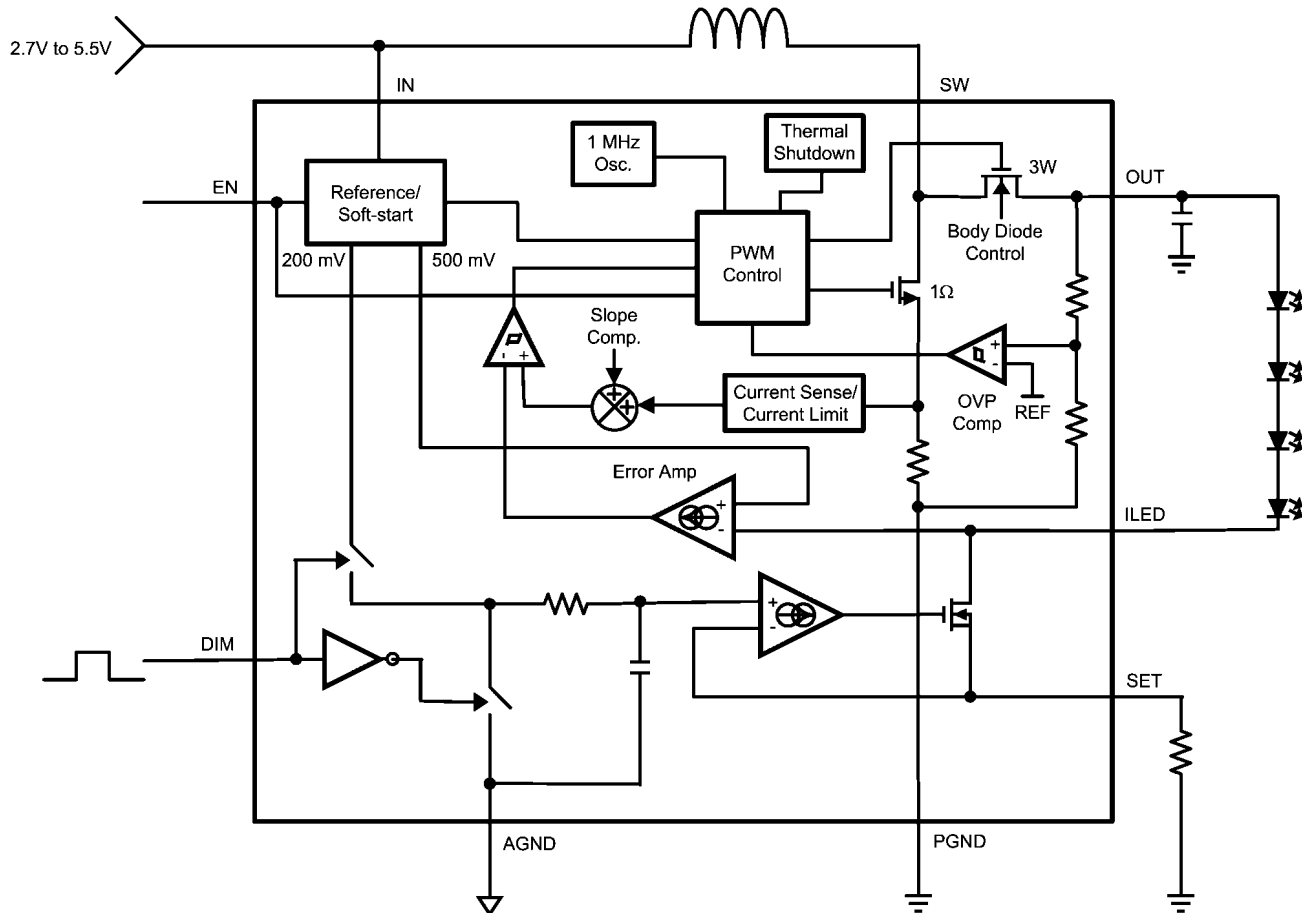 2.7V to 5.5V
IN
SW
1 MHz
Osc.
Thermal
Shutdown
3W
OUT
EN
Reference/
Soft-start
200 mV
500 mV
PWM
Control
Body Diode
Control
1Ω
Slope
Comp.
+
-
- +
+
+
Current Sense/
Current Limit
OVP
Comp
REF
Error Amp
+
-
ILED
+
-
DIM
SET
AGND
PGND